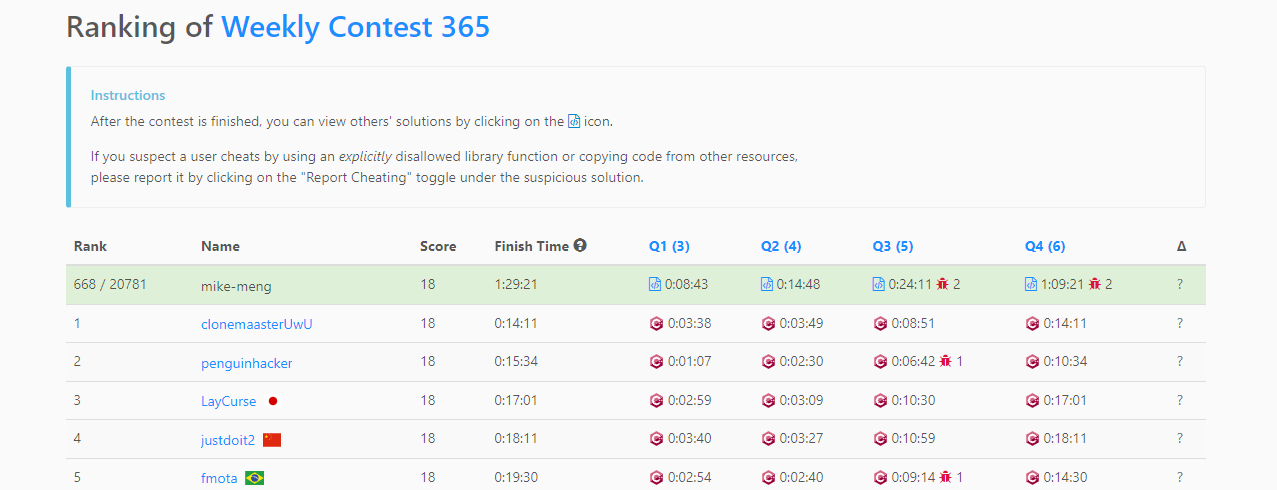 Ranking of Weekly Contest 365
Instructions
After the contest is finished, you can view others' solutions by clicking on the icon.
If you suspect a user cheats by using an explicitly disallowed library function or copying code from other resources,
please report it by clicking on the "Report Cheating" toggle under the suspicious solution.
Rank Name Score Finish Time Q1 (3) Q2 (4) Q3 (5) Q4 (6) Δ
668 / 20781 mike-meng 18 1:29:21 0:08:43 0:14:48 0:24:11 2 1:09:21 2 ?
1 clonemaasterUwU 18 0:14:11 0:03:38 0:03:49 0:08:51 0:14:11 ?
2 penguinhacker 18 0:15:34 0:01:07 0:02:30 0:06:42 1 0:10:34 ?
3 LayCurse 18 0:17:01 0:02:59 0:03:09 0:10:30 0:17:01 ?
4 justdoit2 18 0:18:11 0:03:40 0:03:27 0:10:59 0:18:11 ?
5 fmota 18 0:19:30 0:02:54 0:02:40 0:09:14 1 0:14:30 ?